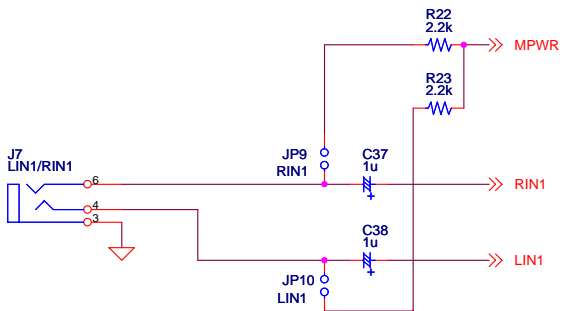 R22
2.2k
MPWR
R23
2.2k
J7
LIN1/RIN1
JP9
RIN1
C37
1u
6
RIN1
4
3
C38
1u
LIN1
JP10
LIN1